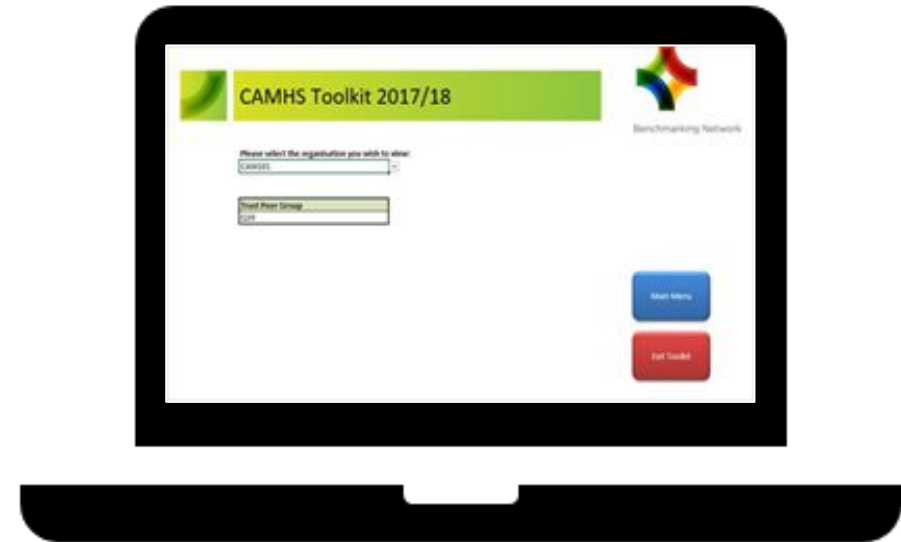 CAMHS Toolkit 2017/18
Benchmarking Network
Please select the organisation you wish to view:
Trust Peer Group
Main Menu
Exit Toolkit